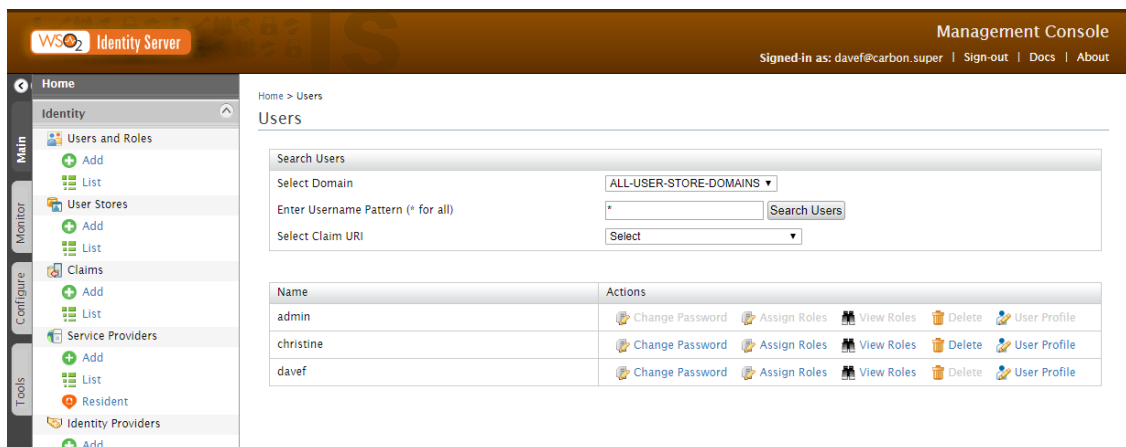 WSO2 Identity Server
Management Console
Signed-in as: davef@carbon.super | Sign-out | Docs | About
Main
Monitor
Configure
Tools
Home
Identity
Users and Roles
Add
List
User Stores
Add
List
Claims
Add
List
Service Providers
Add
List
Resident
Identity Providers
Add
Home > Users
Users
Search Users
Select Domain ALL-USER-STORE-DOMAINS
Enter Username Pattern (* for all) * Search Users
Select Claim URI Select
Name Actions
admin Change Password Assign Roles View Roles Delete User Profile
christine Change Password Assign Roles View Roles Delete User Profile
davef Change Password Assign Roles View Roles Delete User Profile